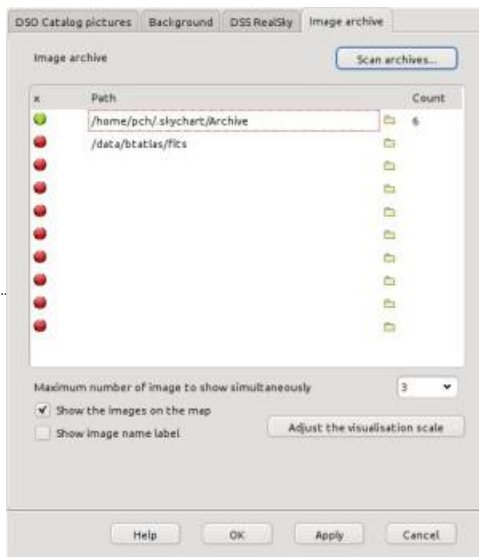 DSO Catalog pictures Background DSS RealSky Image archive
Image archive Scan archives...
x Path Count
/home/pch/.skychart/Archive 6
/data/btatlas/fits
..
Maximum number of image to show simultaneously 3
Show the images on the map
Show image name label Adjust the visualisation scale
Help OK Apply Cancel